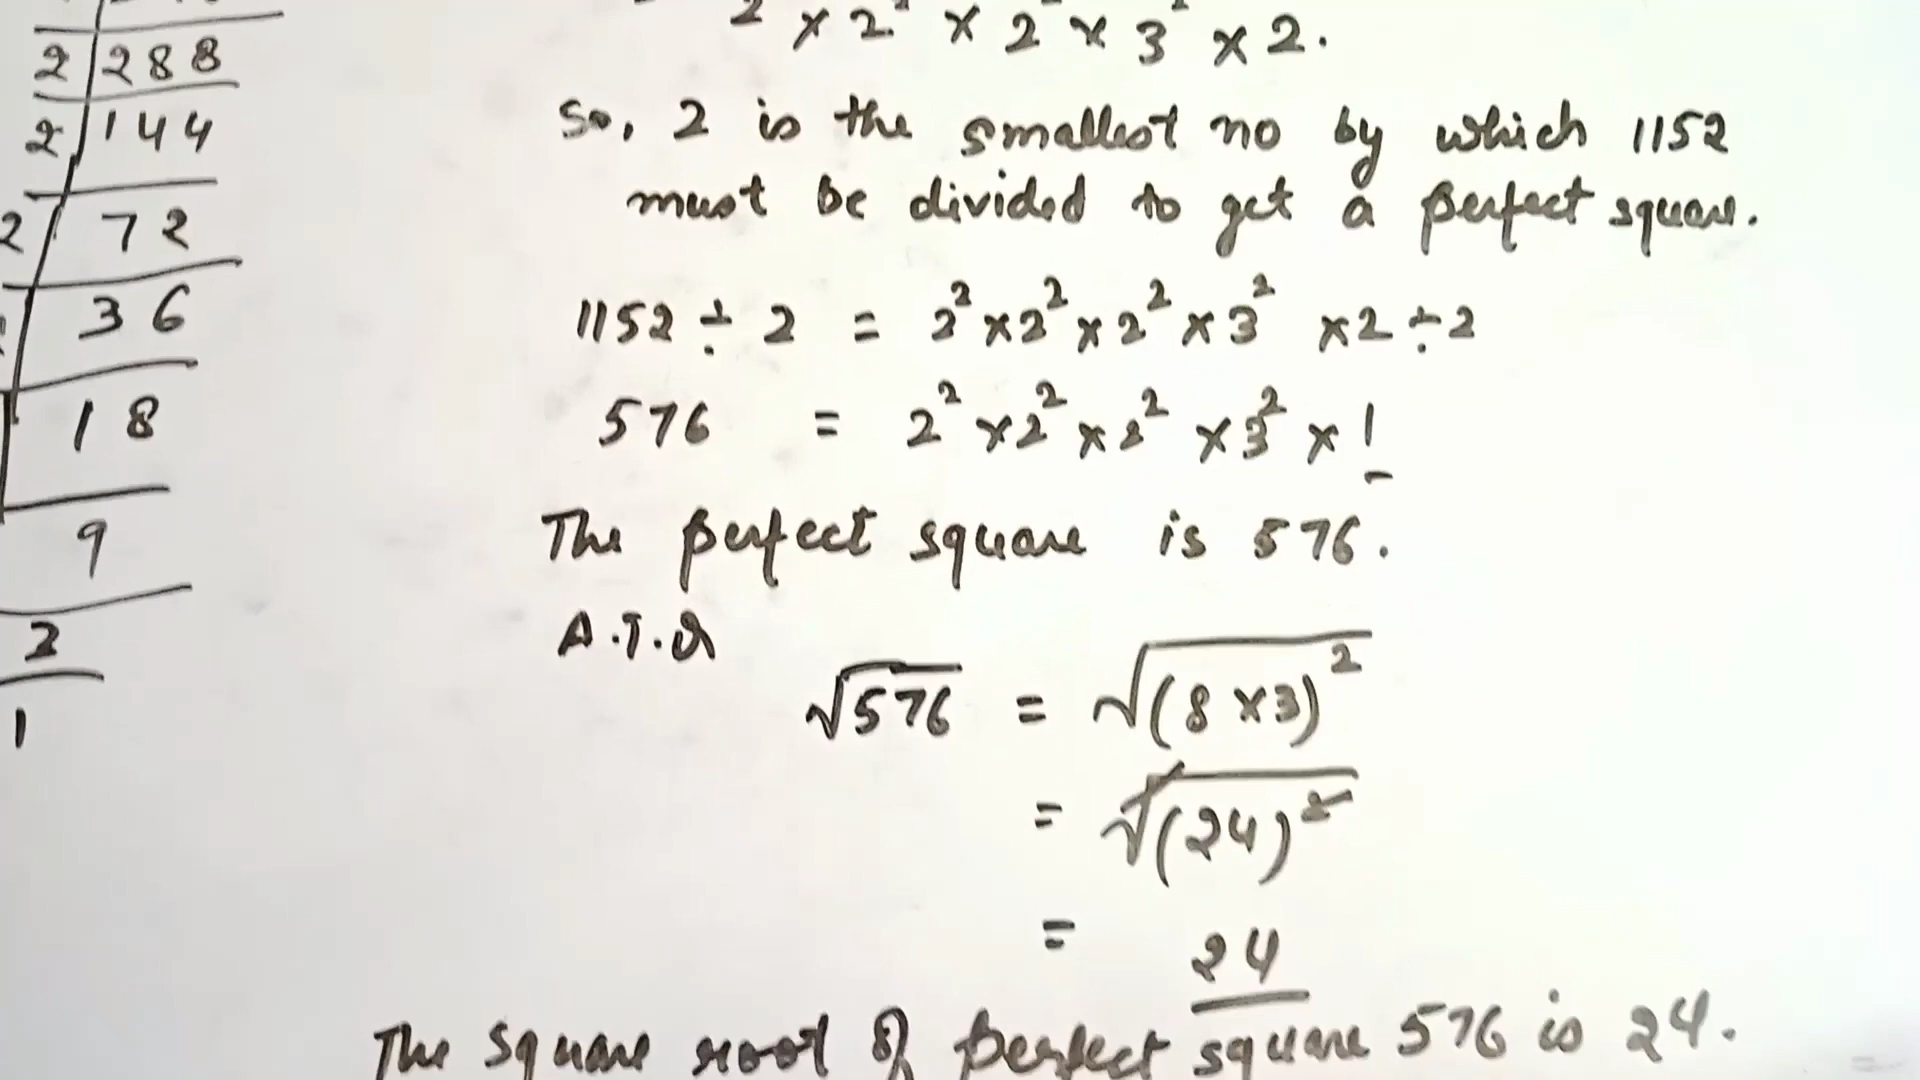 2 × 2² × 2² × 3² × 2.
So, 2 is the smallest no by which 1152
must be divided to get a perfect square.
1152 ÷ 2 = 2² × 2² × 2² × 3² × 2 ÷ 2
576 = 2² × 2² × 2² × 3² × 1
The perfect square is 576.
A.T.Q
√576 = √(8 × 3)²
= √(24)²
= 24
The square root of perfect square 576 is 24.
2 | 288
2 | 144
2 | 72
36
18
9
3
1